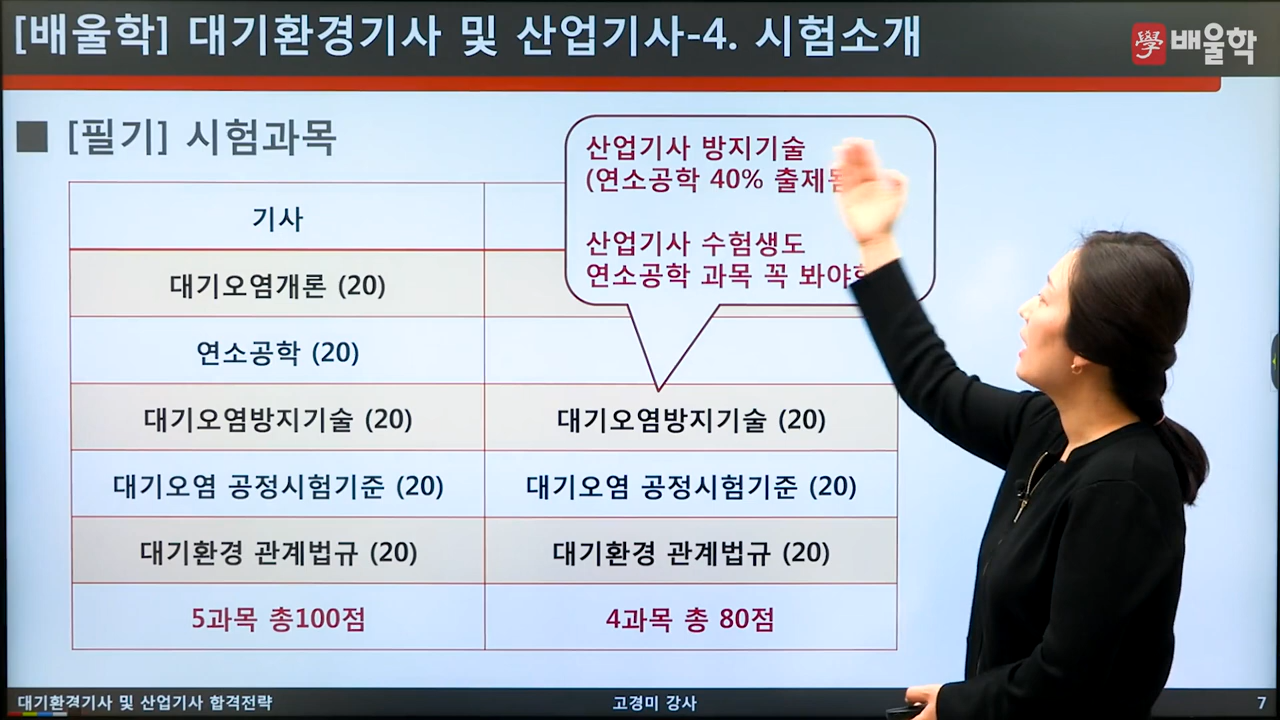 [배울학] 대기환경기사 및 산업기사-4. 시험소개
學 배울학
■ [필기] 시험과목
산업기사 방지기술
(연소공학 40% 출제
산업기사 수험생도
연소공학 과목 꼭
기사
대기오염개론 (20)
연소공학 (20)
대기오염방지기술 (20)
대기오염방지기술 (20)
대기오염 공정시험기준 (20)
대기오염 공정시험기준 (20)
대기환경 관계법규 (20)
대기환경 관계법규 (20)
5과목 총100점
4과목 총 80점
대기환경기사 및 산업기사 합격전략
고경미 강사
7